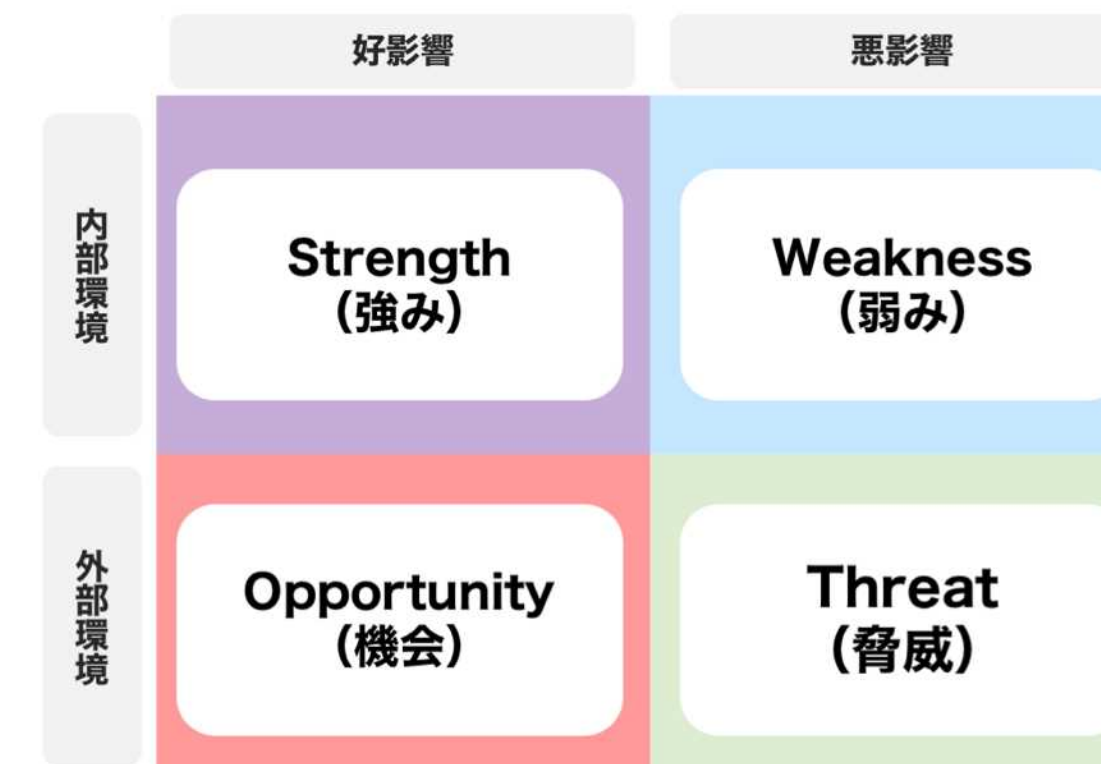 好影響
悪影響
内部環境
Strength
(強み)
Weakness
(弱み)
外部環境
Opportunity
(機会)
Threat
(脅威)